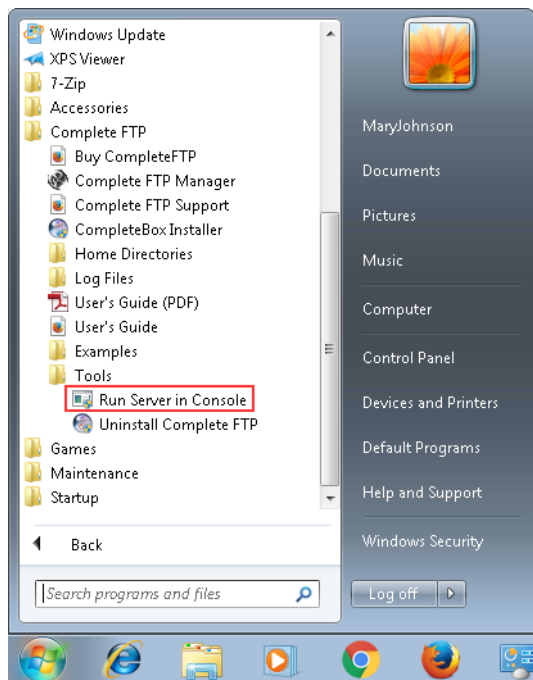 Windows Update
XPS Viewer
7-Zip
Accessories
Complete FTP
Buy CompleteFTP
Complete FTP Manager
Complete FTP Support
CompleteBox Installer
Home Directories
Log Files
User's Guide (PDF)
User's Guide
Examples
Tools
Run Server in Console
Uninstall Complete FTP
Games
Maintenance
Startup
Back
Search programs and files
MaryJohnson
Documents
Pictures
Music
Computer
Control Panel
Devices and Printers
Default Programs
Help and Support
Windows Security
Log off